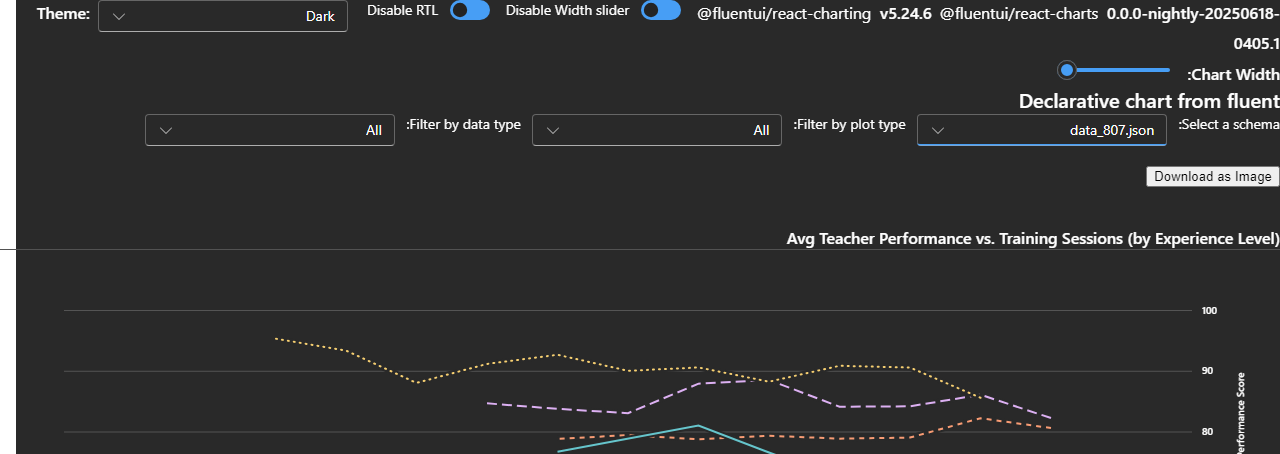 Theme:
Dark
Disable RTL
Disable Width slider
@fluentui/react-charting v5.24.6 @fluentui/react-charts 0.0.0-nightly-20250618-
0405.1
:Chart Width
Declarative chart from fluent
:Select a schema
data_807.json
:Filter by plot type
All
:Filter by data type
All
Download as Image
Avg Teacher Performance vs. Training Sessions (by Experience Level)
100
90
80
Performance Score